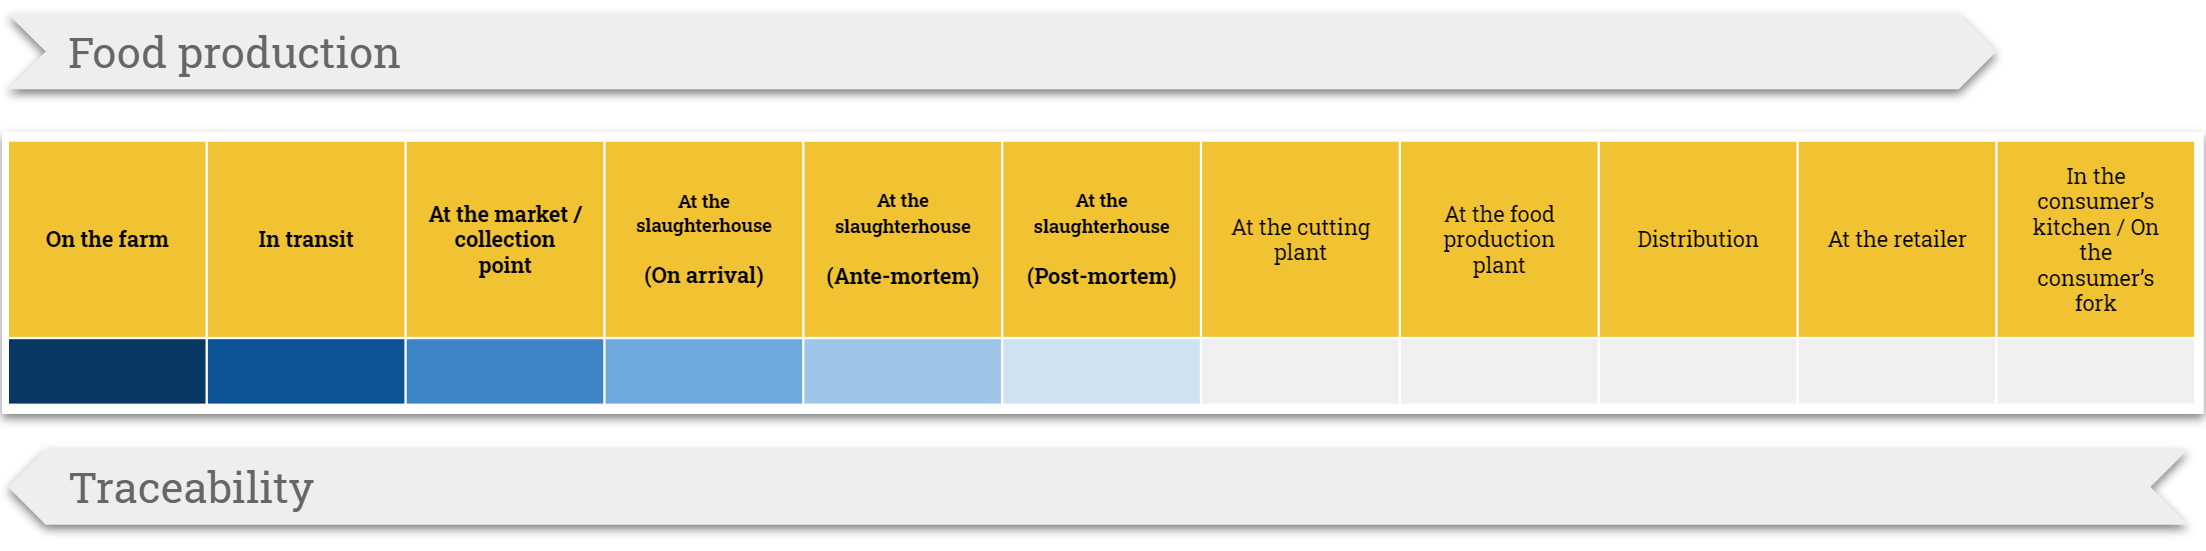 Food production
On the farm
In transit
At the market /
collection
point
At the
slaughterhouse
(On arrival)
At the
slaughterhouse
(Ante-mortem)
At the
slaughterhouse
(Post-mortem)
At the cutting
plant
At the food
production
plant
Distribution
At the retailer
In the
consumer’s
kitchen / On
the
consumer’s
fork
Traceability